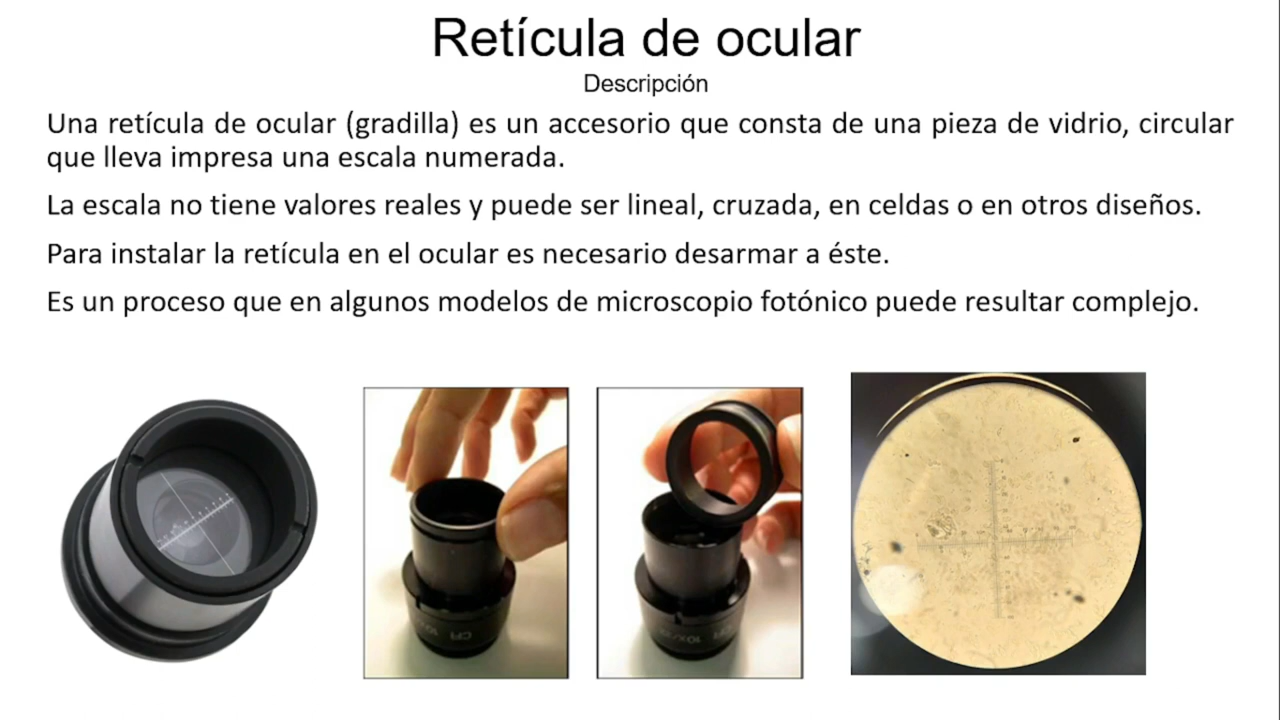 Retícula de ocular
Descripción
Una retícula de ocular (gradilla) es un accesorio que consta de una pieza de vidrio, circular
que lleva impresa una escala numerada.
La escala no tiene valores reales y puede ser lineal, cruzada, en celdas o en otros diseños.
Para instalar la retícula en el ocular es necesario desarmar a éste.
Es un proceso que en algunos modelos de microscopio fotónico puede resultar complejo.
CFI